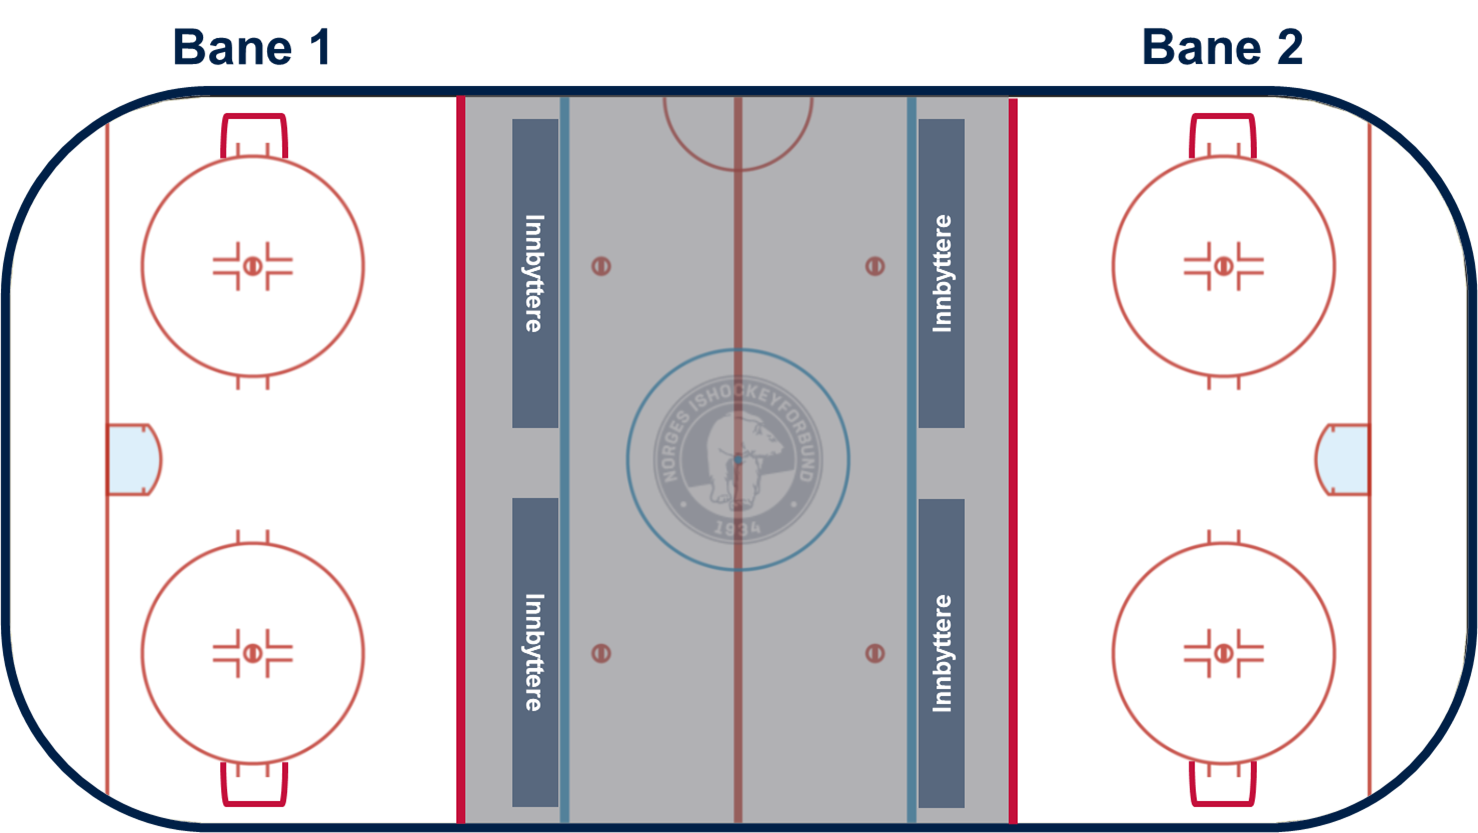 Bane 1
Bane 2
Innbyttere
Innbyttere
NORGES ISHOCKEYFORBUND
1934
Innbyttere
Innbyttere